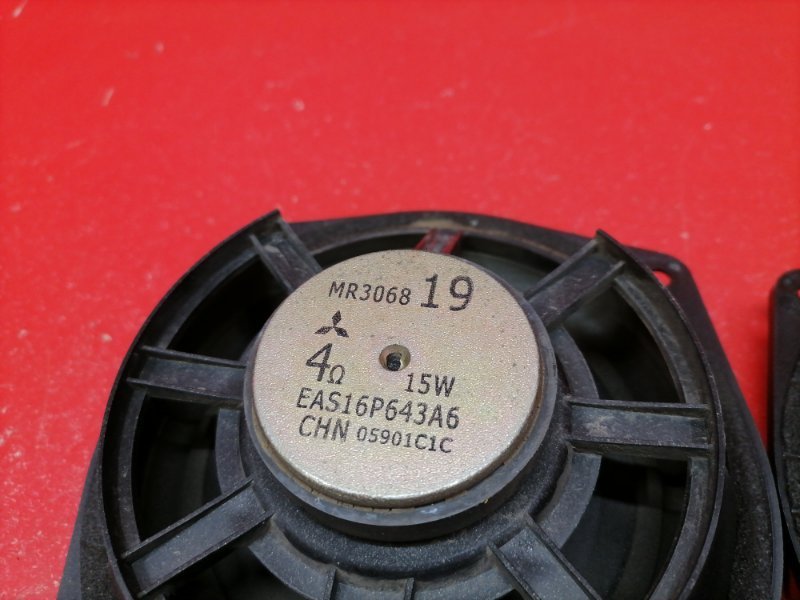 MR3068 19
4Ω 15W
EAS16P643A6
CHN 05901C1C